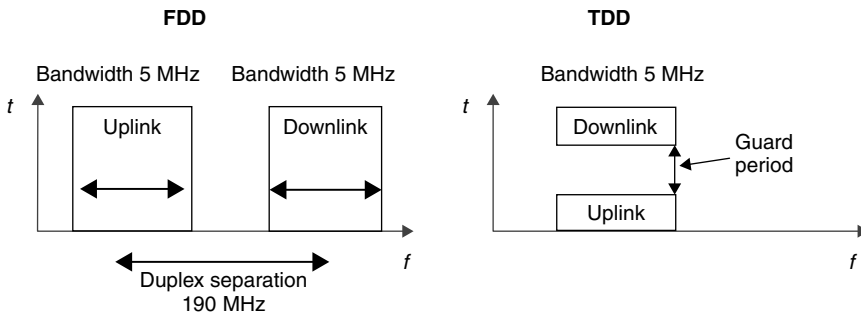 FDD
Bandwidth 5 MHz
Bandwidth 5 MHz
t
Uplink
Downlink
f
Duplex separation
190 MHz
TDD
Bandwidth 5 MHz
t
Downlink
Guard
period
Uplink
f